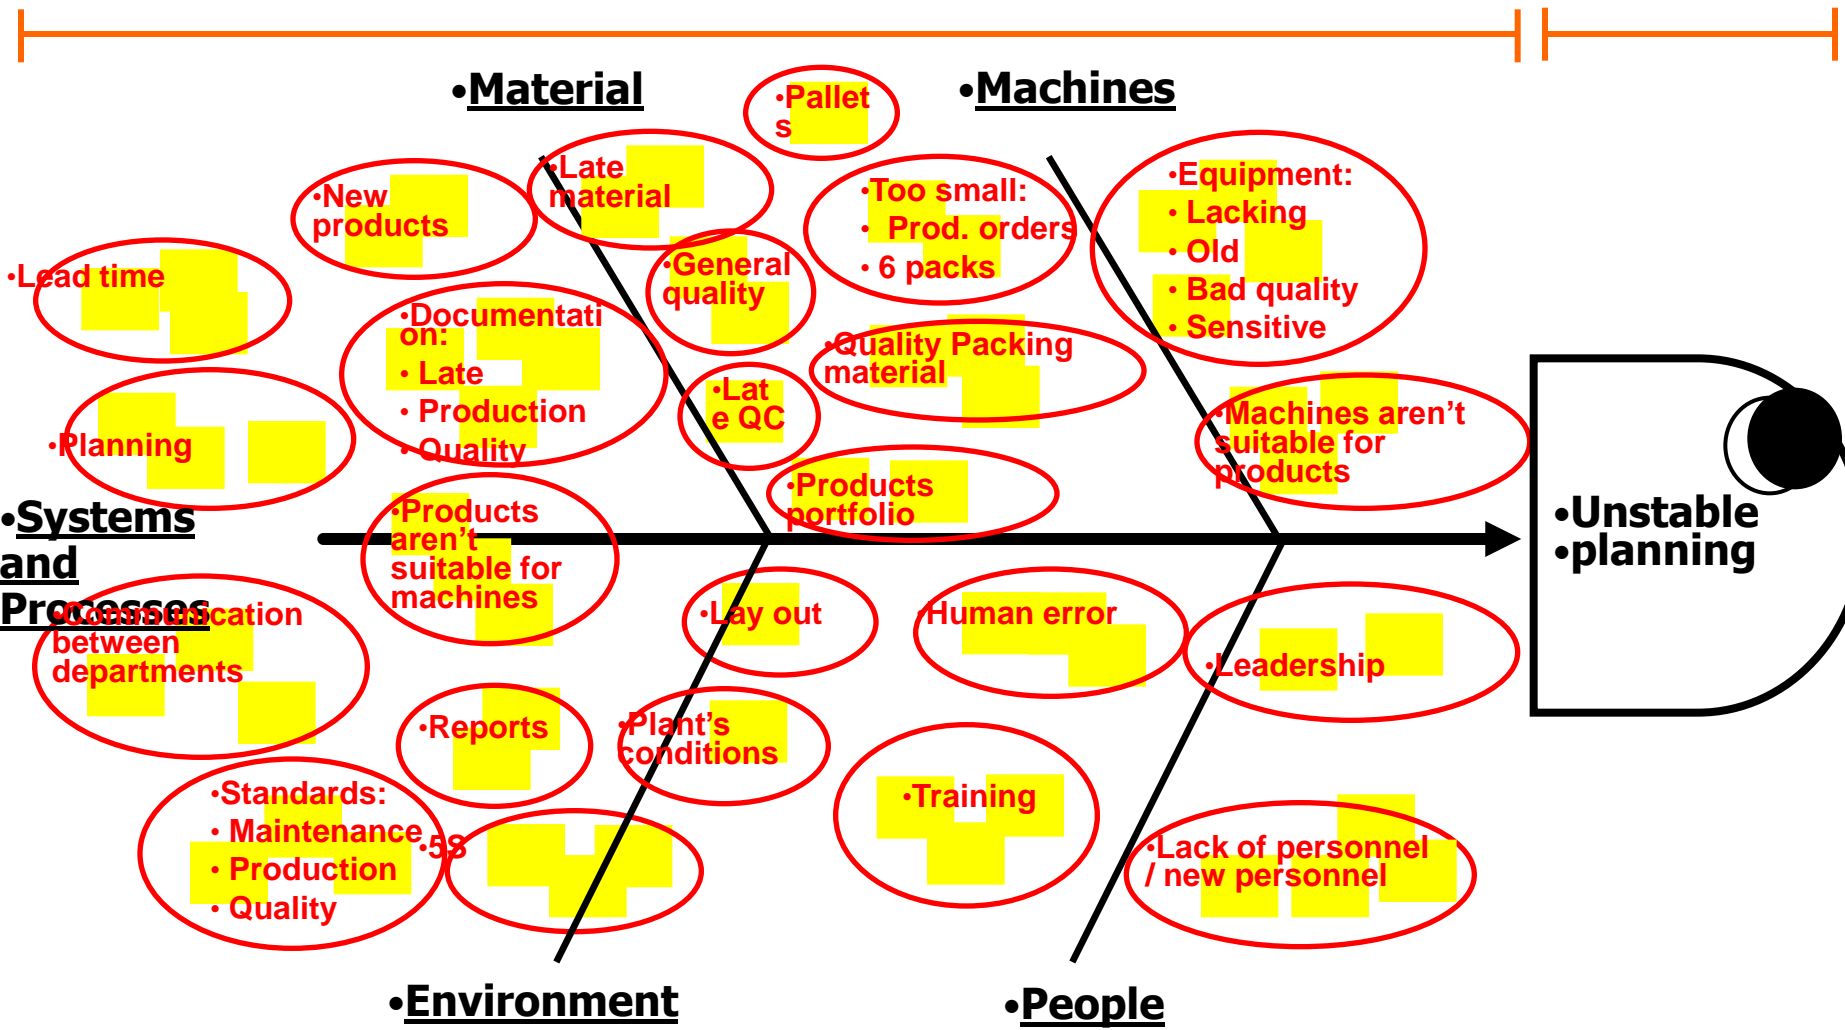 •Material
•Machines
•Pallet
s
•Late
material
•New
products
•Too small:
• Prod. orders
• 6 packs
•Equipment:
• Lacking
• Old
• Bad quality
• Sensitive
•Lead time
•General
quality
•Documentati
on:
• Late
• Production
• Quality
•Quality Packing
material
•Lat
e QC
•Machines aren't
suitable for
products
•Planning
•Products
portfolio
•Systems
and
Processes
•Products
aren't
suitable for
machines
•Unstable
•planning
•Communication
between
departments
•Lay out
•Human error
•Leadership
•Reports
•Plant's
conditions
•Standards:
• Maintenance
• Production
• Quality
•5S
•Training
•Lack of personnel
/ new personnel
•Environment
•People